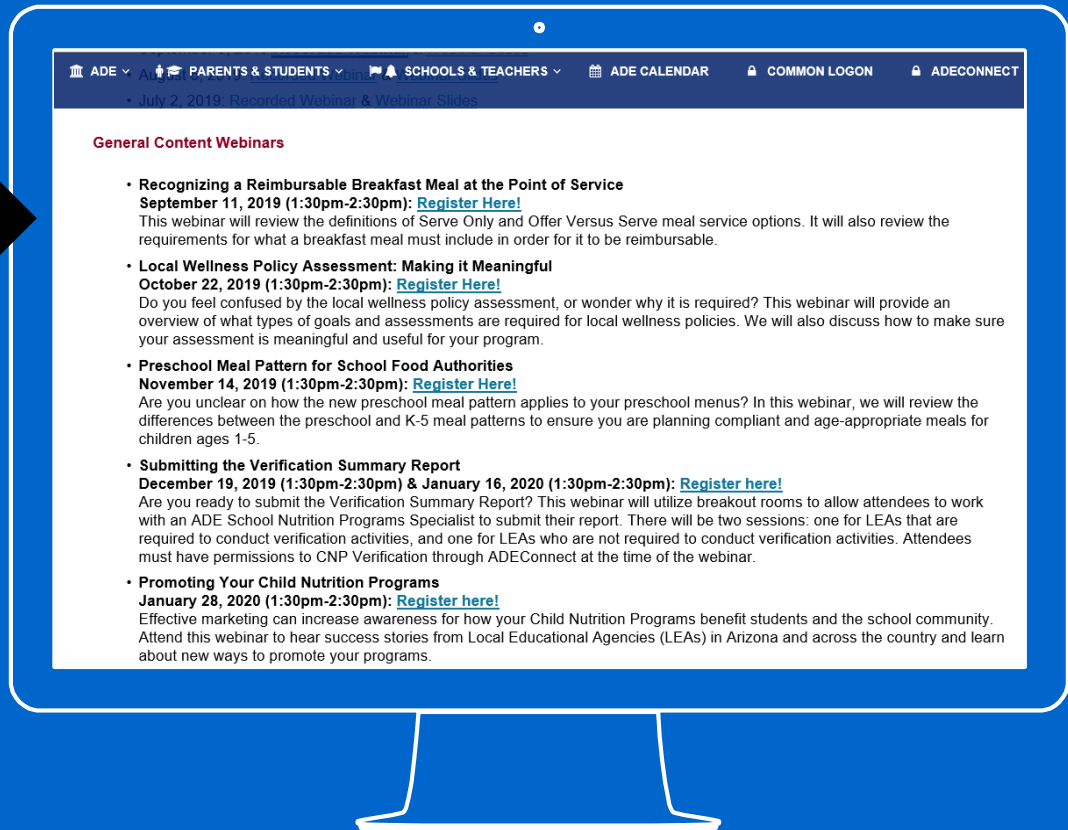 ADE PARENTS & STUDENTS SCHOOLS & TEACHERS ADE CALENDAR COMMON LOGON ADECONNECT
• July 2, 2019: Recorded Webinar & Webinar Slides
General Content Webinars
• Recognizing a Reimbursable Breakfast Meal at the Point of Service
September 11, 2019 (1:30pm-2:30pm): Register Here!
This webinar will review the definitions of Serve Only and Offer Versus Serve meal service options. It will also review the
requirements for what a breakfast meal must include in order for it to be reimbursable.
• Local Wellness Policy Assessment: Making it Meaningful
October 22, 2019 (1:30pm-2:30pm): Register Here!
Do you feel confused by the local wellness policy assessment, or wonder why it is required? This webinar will provide an
overview of what types of goals and assessments are required for local wellness policies. We will also discuss how to make sure
your assessment is meaningful and useful for your program.
• Preschool Meal Pattern for School Food Authorities
November 14, 2019 (1:30pm-2:30pm): Register Here!
Are you unclear on how the new preschool meal pattern applies to your preschool menus? In this webinar, we will review the
differences between the preschool and K-5 meal patterns to ensure you are planning compliant and age-appropriate meals for
children ages 1-5.
• Submitting the Verification Summary Report
December 19, 2019 (1:30pm-2:30pm) & January 16, 2020 (1:30pm-2:30pm): Register here!
Are you ready to submit the Verification Summary Report? This webinar will utilize breakout rooms to allow attendees to work
with an ADE School Nutrition Programs Specialist to submit their report. There will be two sessions: one for LEAs that are
required to conduct verification activities, and one for LEAs who are not required to conduct verification activities. Attendees
must have permissions to CNP Verification through ADEConnect at the time of the webinar.
• Promoting Your Child Nutrition Programs
January 28, 2020 (1:30pm-2:30pm): Register here!
Effective marketing can increase awareness for how your Child Nutrition Programs benefit students and the school community.
Attend this webinar to hear success stories from Local Educational Agencies (LEAs) in Arizona and across the country and learn
about new ways to promote your programs.